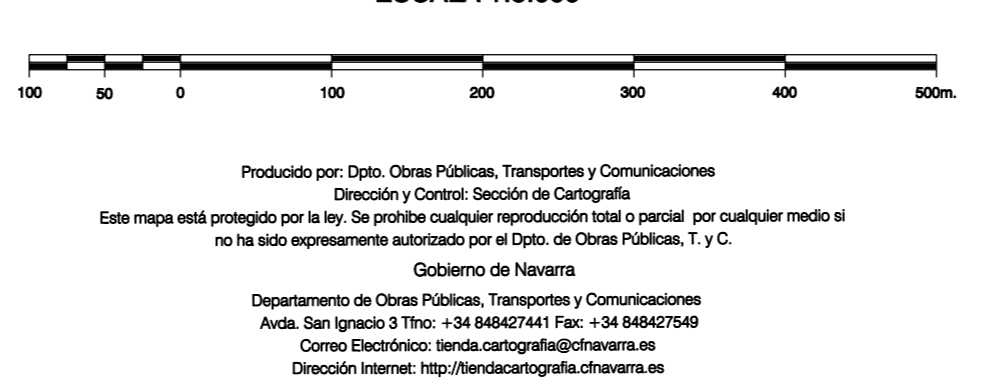 100 50 0 100 200 300 400 500m.
Producido por: Dpto. Obras Públicas, Transportes y Comunicaciones
Dirección y Control: Sección de Cartografía
Este mapa está protegido por la ley. Se prohibe cualquier reproducción total o parcial por cualquier medio si
no ha sido expresamente autorizado por el Dpto. de Obras Públicas, T. y C.
Gobierno de Navarra
Departamento de Obras Públicas, Transportes y Comunicaciones
Avda. San Ignacio 3 Tfno: +34 848427441 Fax: +34 848427549
Correo Electrónico: tienda.cartografia@cfnavarra.es
Dirección Internet: http://tiendacartografia.cfnavarra.es